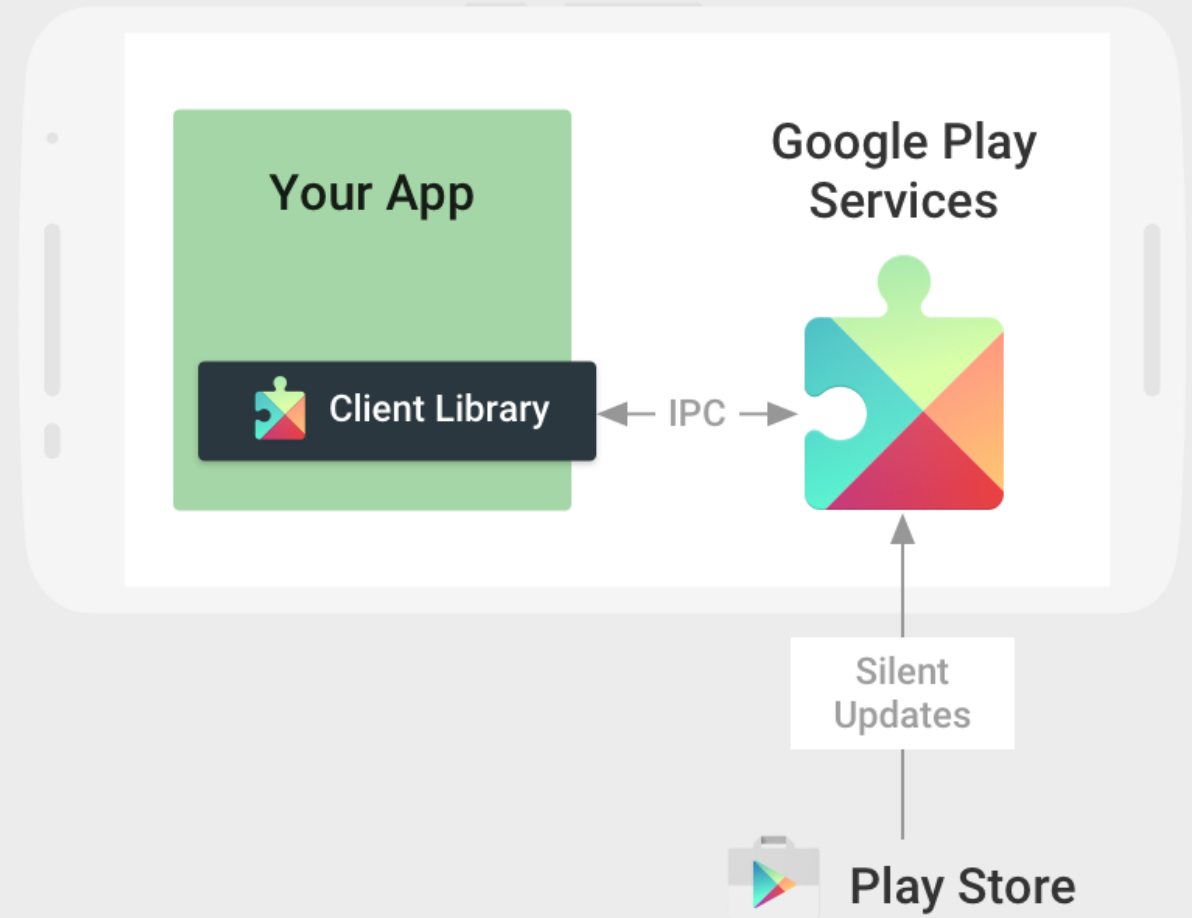 Your App
Google Play
Services
Client Library
IPC
Silent
Updates
Play Store